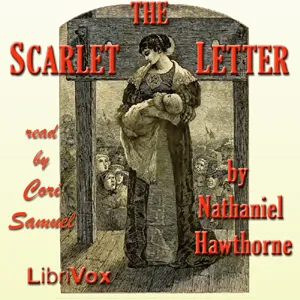 THE
SCARLET LETTER
read
by
Cori
Samuel
by
Nathaniel
Hawthorne
LibriVox